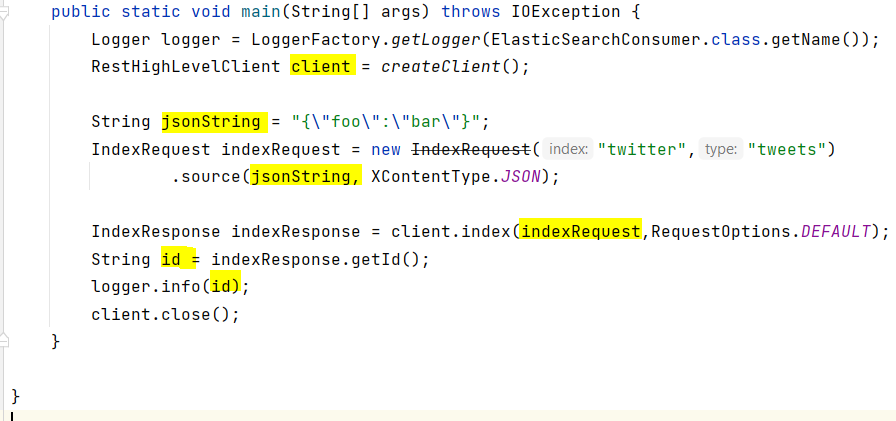 public static void main(String[] args) throws IOException {
Logger logger = LoggerFactory.getLogger(ElasticSearchConsumer.class.getName());
RestHighLevelClient client = createClient();
String jsonString = "{\"foo\":\"bar\"}";
IndexRequest indexRequest = new IndexRequest( index: "twitter", type: "tweets")
.source(jsonString, XContentType.JSON);
IndexResponse indexResponse = client.index(indexRequest,RequestOptions.DEFAULT);
String id = indexResponse.getId();
logger.info(id);
client.close();
}
}